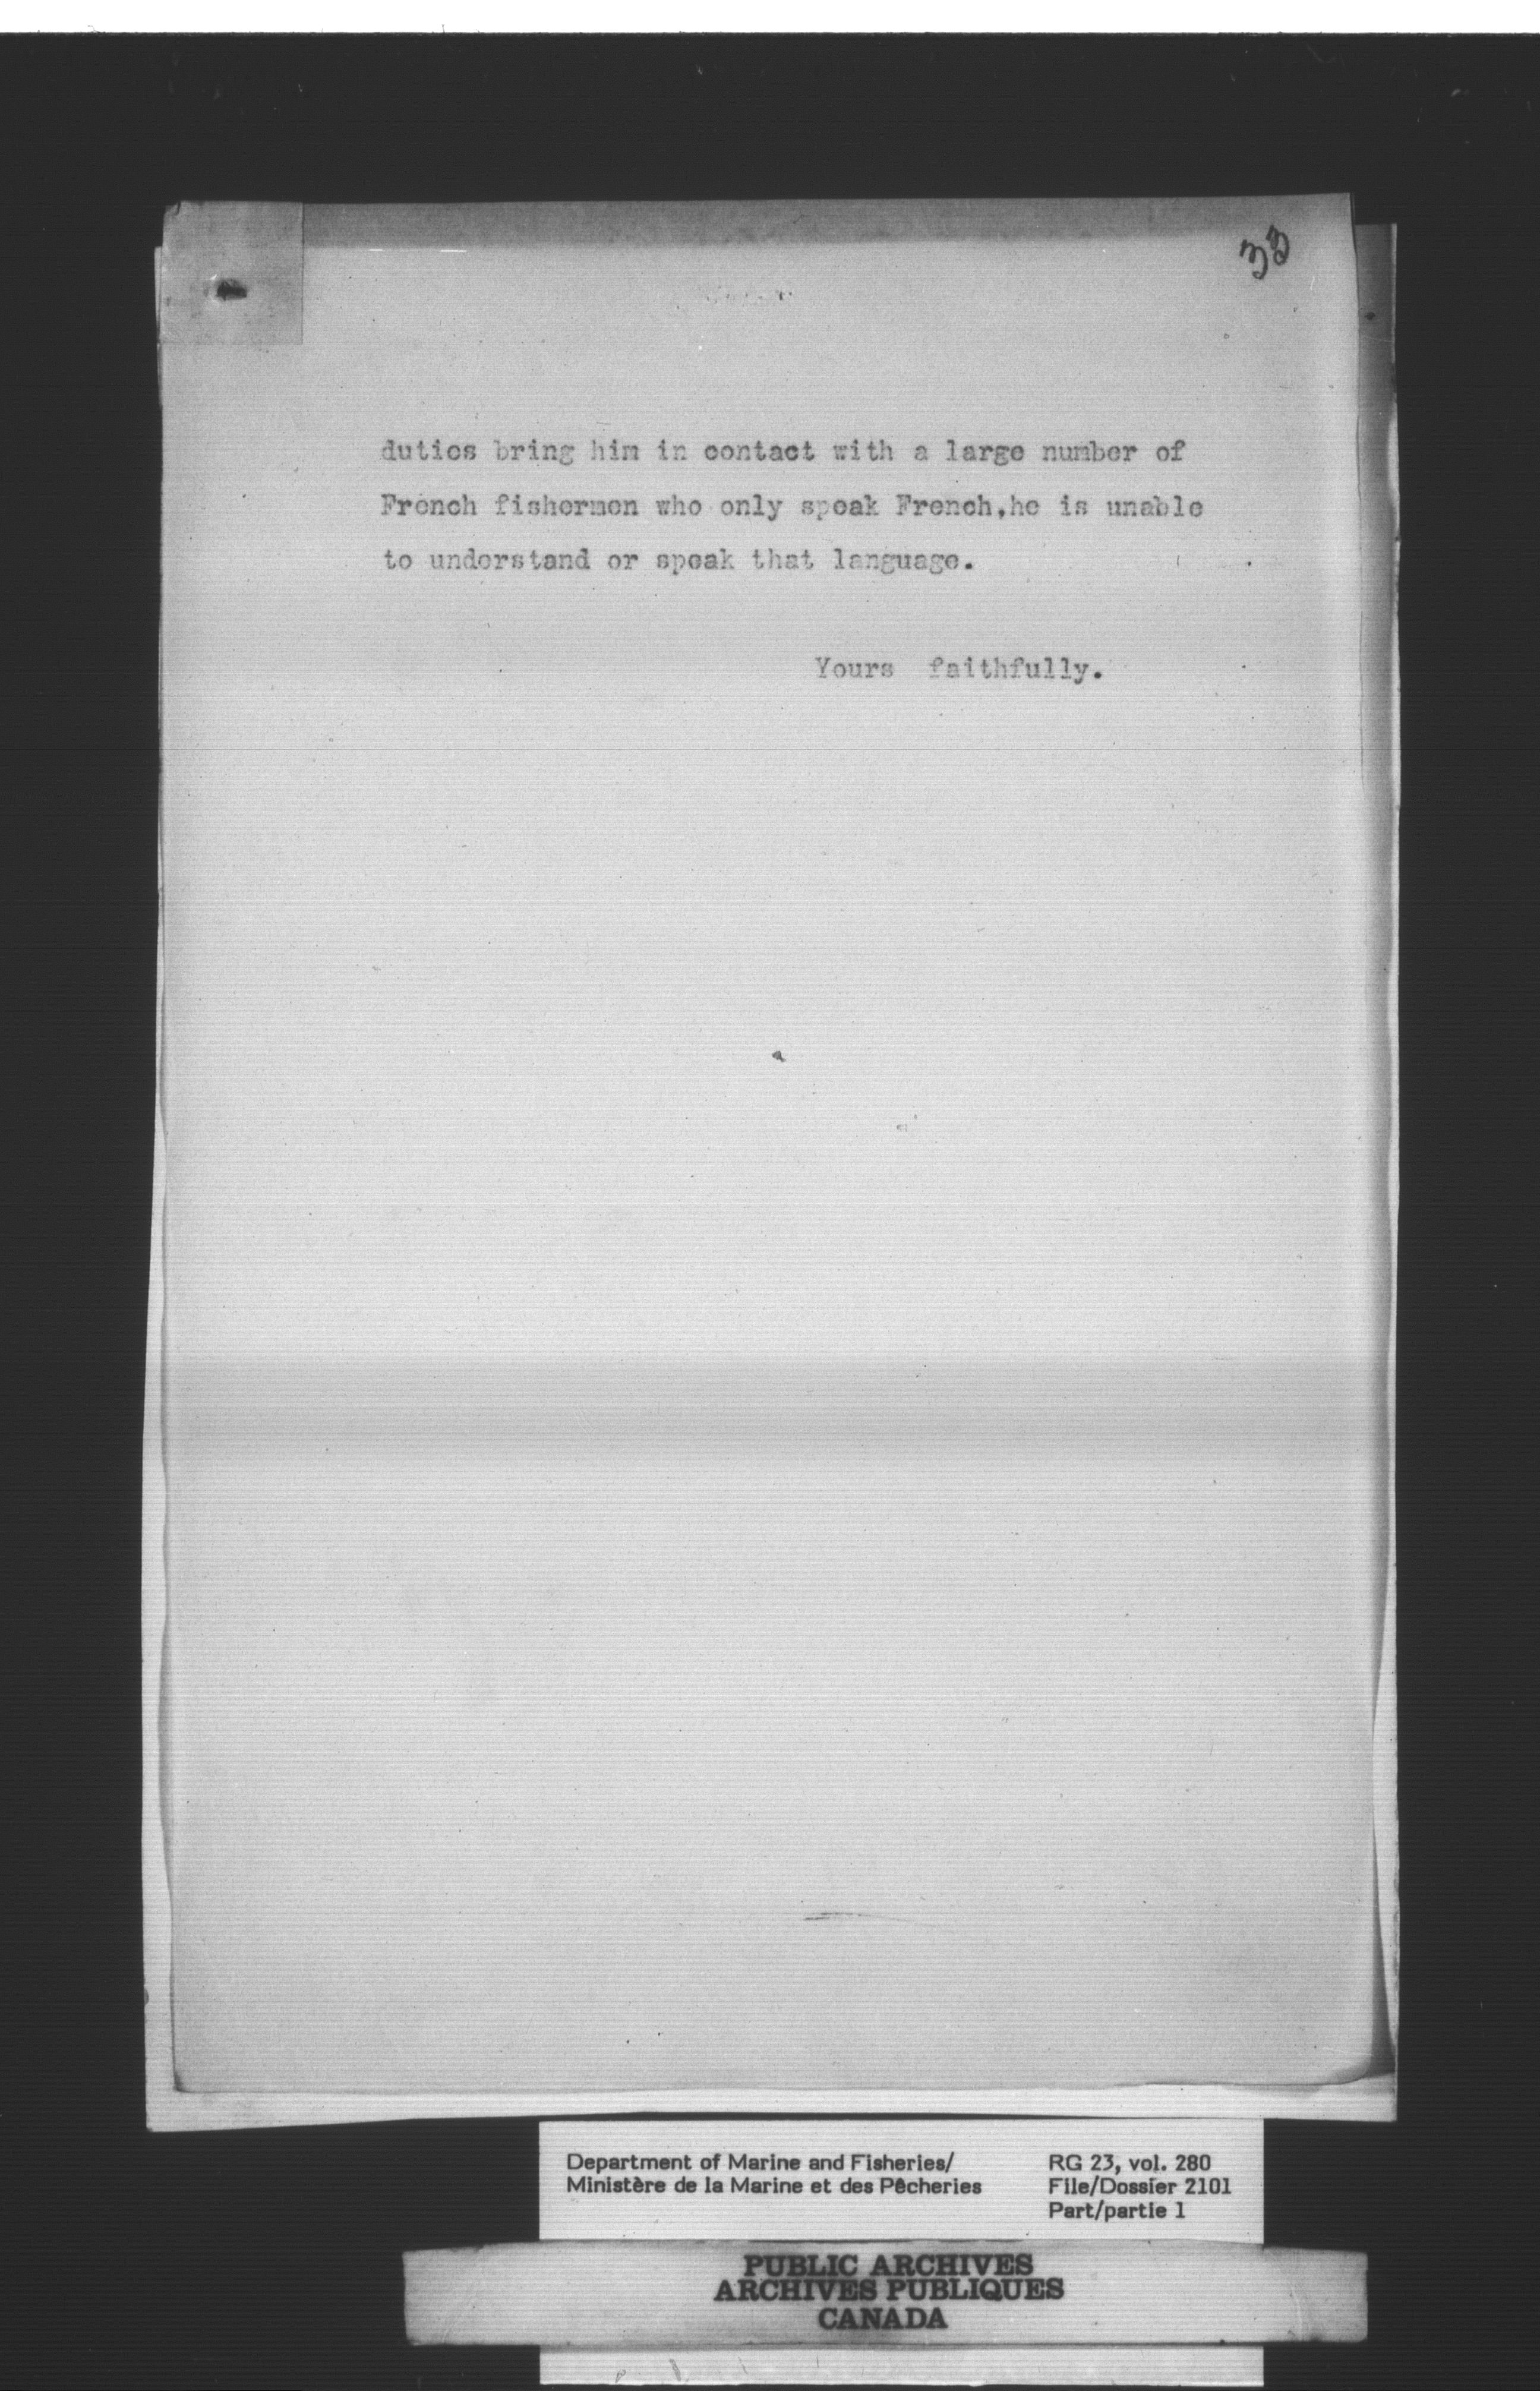 33
duties bring him in contact with a large number of
French fishermen who only speak French,he is unable
to understand or speak that language.
Yours faithfully.
Department of Marine and Fisheries/
Ministère de la Marine et des Pêcheries
RG 23, vol. 280
File/Dossier 2101
Part/partie 1
PUBLIC ARCHIVES
ARCHIVES PUBLIQUES
CANADA